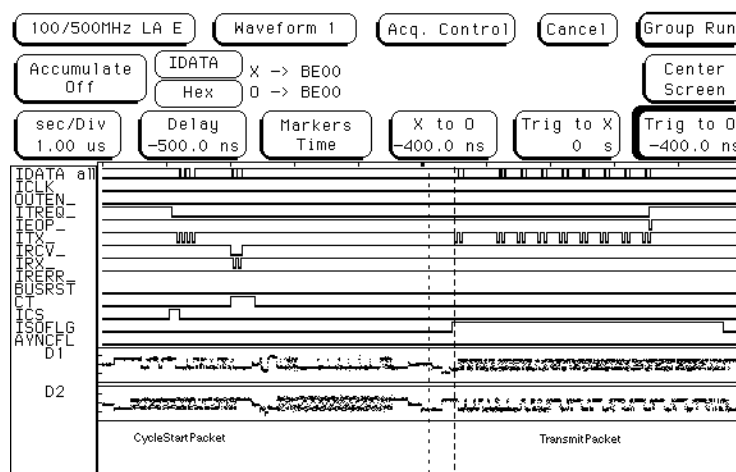 100/500MHz LA E
Waveform 1
Acq. Control
Cancel
Group Run
Accumulate
Off
IDATA
Hex
X -> BE00
O -> BE00
Center
Screen
sec/Div
1.00 us
Delay
-500.0 ns
Markers
Time
X to O
-400.0 ns
Trig to X
0 s
Trig to O
-400.0 ns
IDATA all
ICLK
OUTEN_
ITREQ_
IEOP_
ITX_
IRCV_
IRX_
IRERR_
BUSRST
CT
ICS
ISOFLG
AYNCFL
D1
D2
CycleStartPacket
TransmitPacket